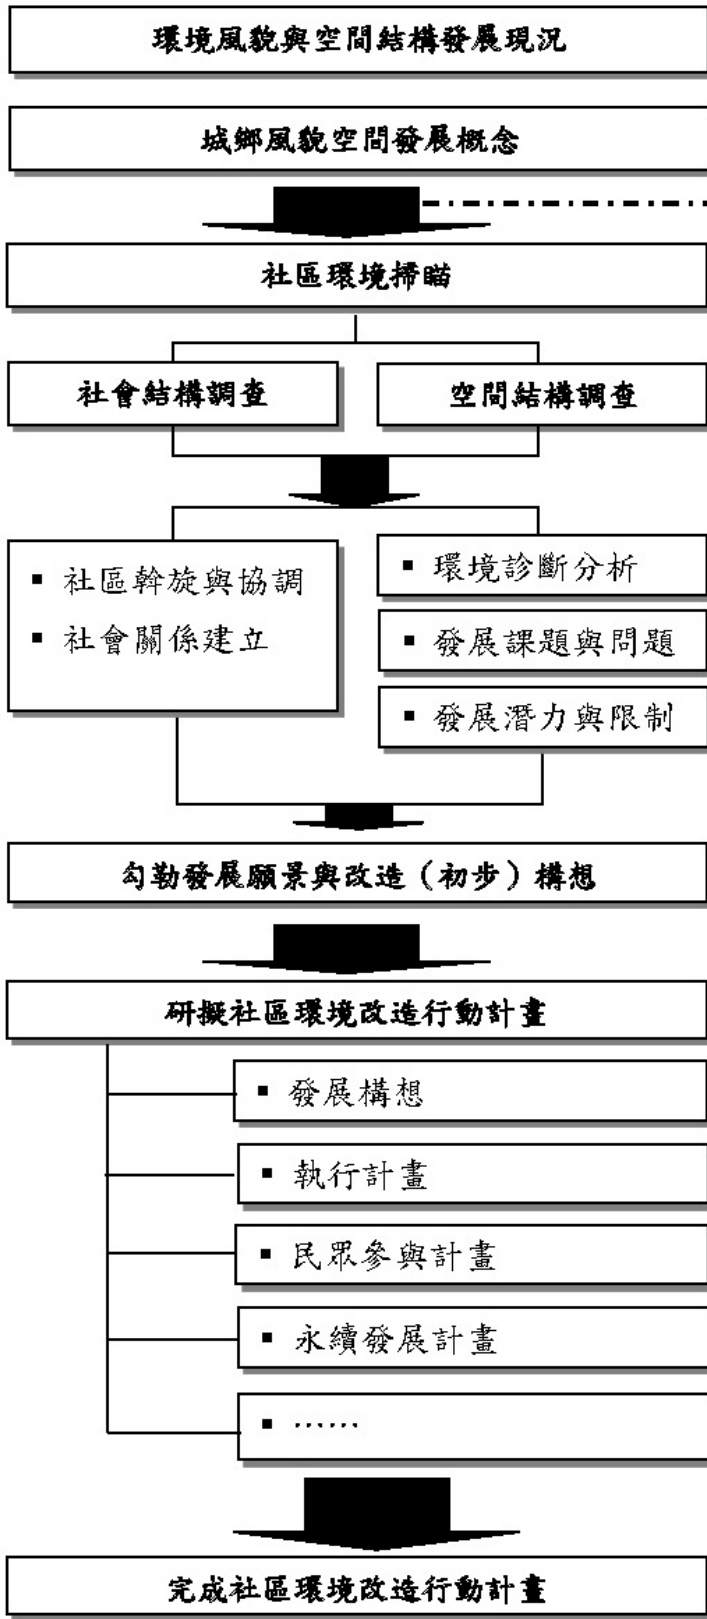 環境風貌與空間結構發展現況
城鄉風貌空間發展概念
社區環境掃瞄
社會結構調查
空間結構調查
▪ 社區幹旋與協調
▪ 社會關係建立
▪ 環境診斷分析
▪ 發展課題與問題
▪ 發展潛力與限制
勾勒發展願景與改造（初步）構想
研擬社區環境改造行動計畫
▪ 發展構想
▪ 執行計畫
▪ 民眾參與計畫
▪ 永續發展計畫
▪ ……
完成社區環境改造行動計畫